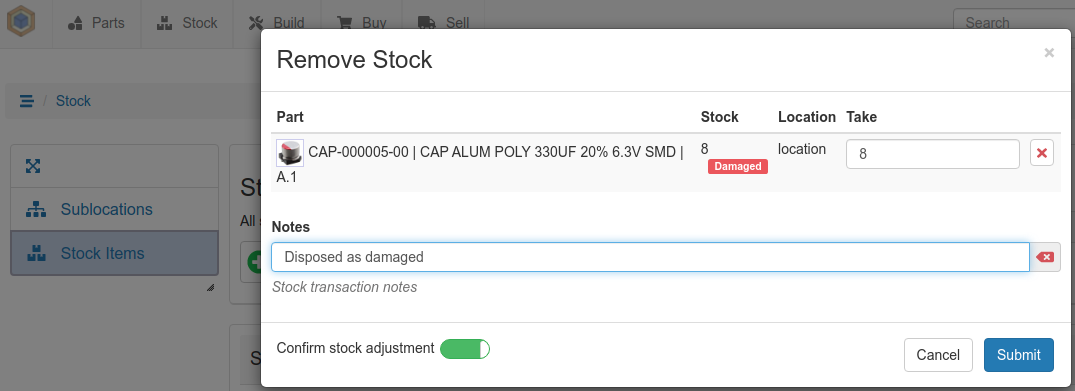 Parts
Stock
Build
Buy
Sell
Search
Remove Stock
×
/ Stock
Part
Stock
Location
Take
CAP-000005-00 | CAP ALUM POLY 330UF 20% 6.3V SMD |
A.1
8
Damaged
location
8
Sublocations
Stock Items
St
All
Notes
Disposed as damaged
Stock transaction notes
S
Confirm stock adjustment
Cancel
Submit